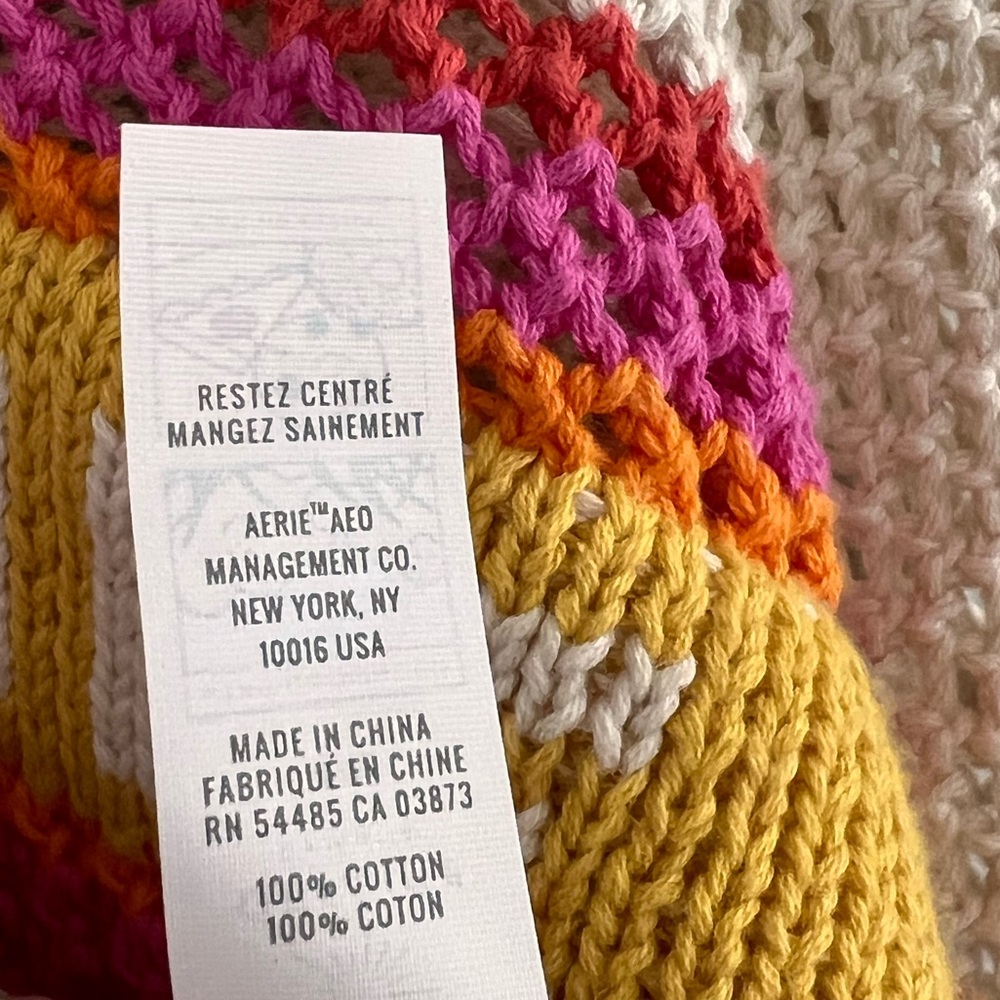 RESTEZ CENTRÉ
MANGEZ SAINEMENT
AERIE™AEO
MANAGEMENT CO.
NEW YORK, NY
10016 USA
MADE IN CHINA
FABRIQUÉ EN CHINE
RN 54485 CA 03873
100% COTTON
100% COTON